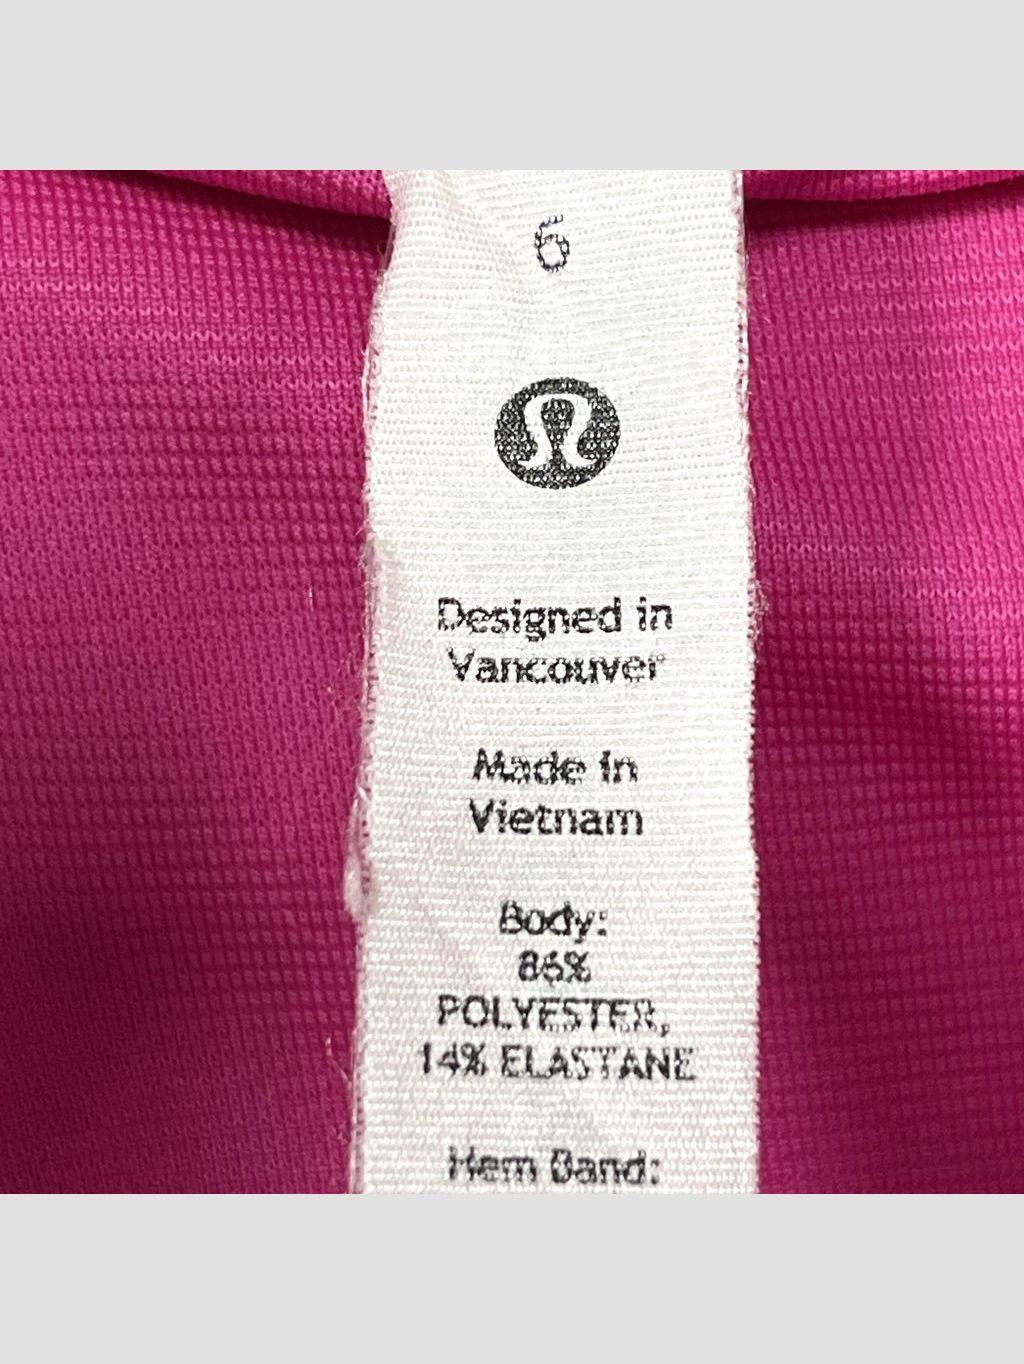 6
Designed in
Vancouver
Made in
Vietnam
Body:
86%
POLYESTER,
14% ELASTANE
Hem Band: